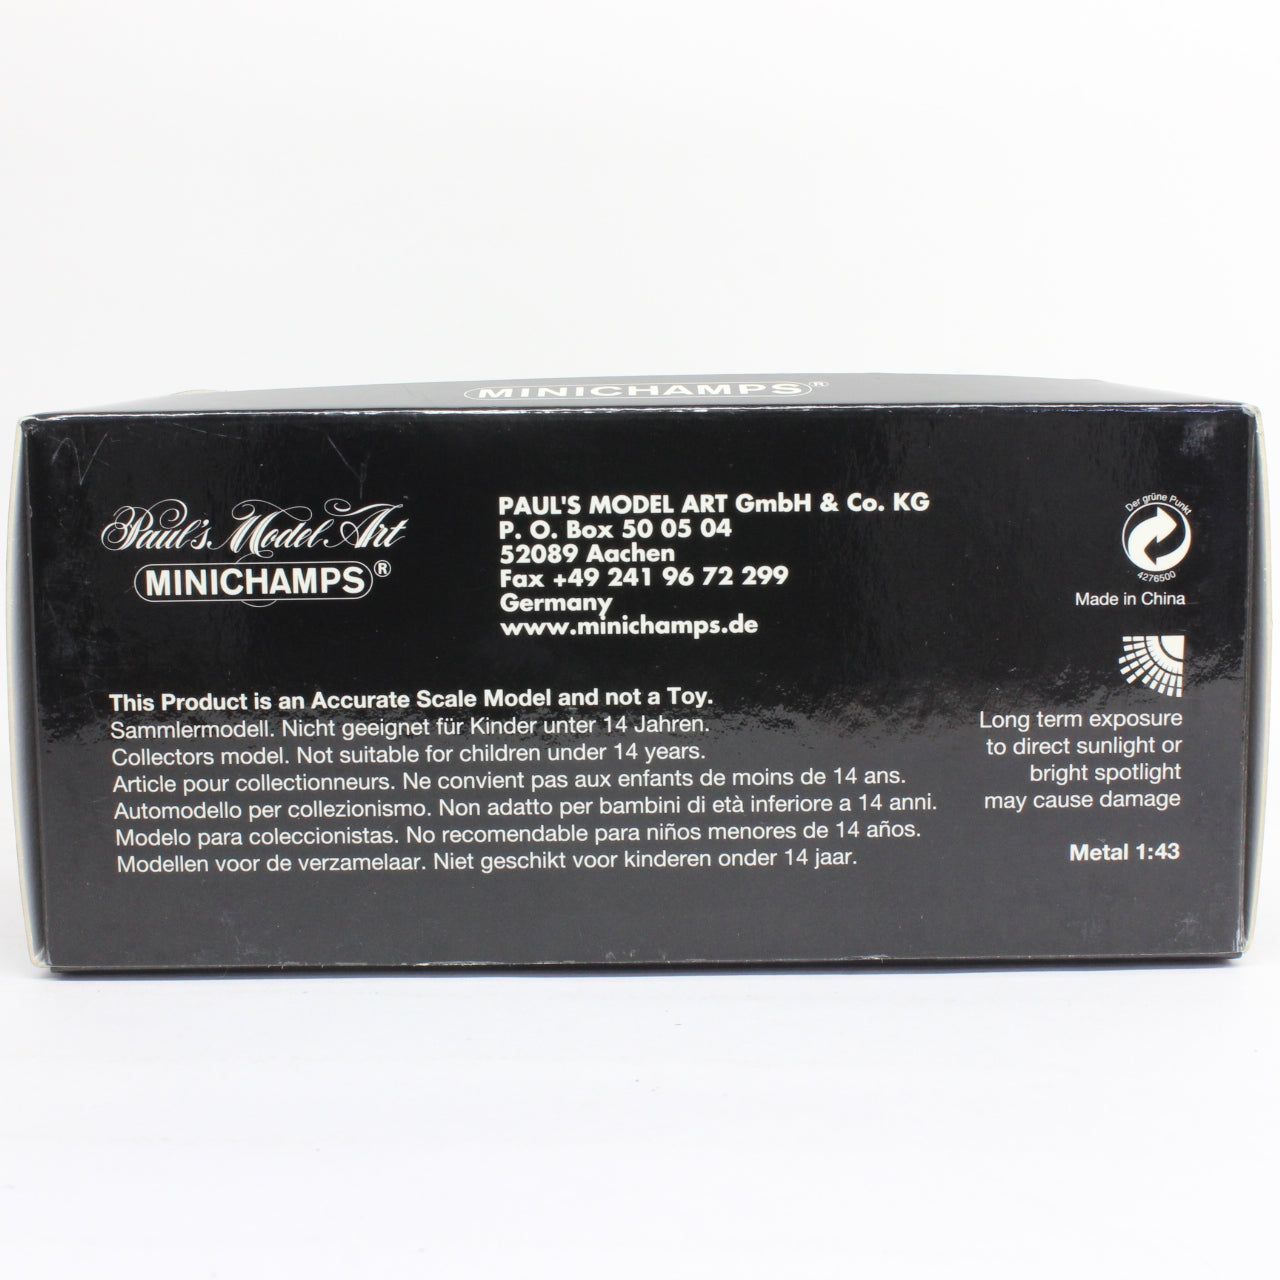 MINICHAMPS®
Paul's Model Art
MINICHAMPS®
PAUL'S MODEL ART GmbH & Co. KG
P. O. Box 50 05 04
52089 Aachen
Fax +49 241 96 72 299
Germany
www.minichamps.de
Der grüne Punkt
4276500
Made in China
This Product is an Accurate Scale Model and not a Toy.
Sammlermodell. Nicht geeignet für Kinder unter 14 Jahren.
Collectors model. Not suitable for children under 14 years.
Article pour collectionneurs. Ne convient pas aux enfants de moins de 14 ans.
Automodello per collezionismo. Non adatto per bambini di età inferiore a 14 anni.
Modelo para coleccionistas. No recomendable para niños menores de 14 años.
Modellen voor de verzamelaar. Niet geschikt voor kinderen onder 14 jaar.
Long term exposure
to direct sunlight or
bright spotlight
may cause damage
Metal 1:43